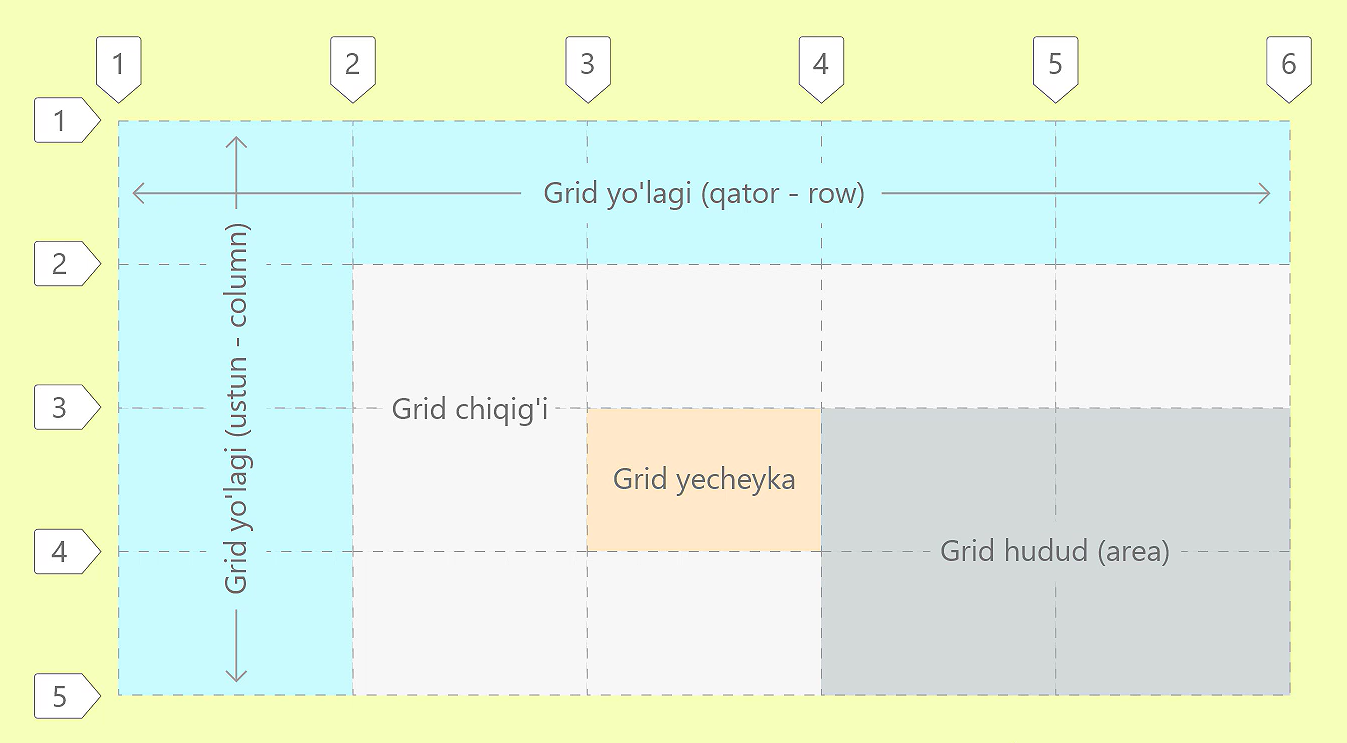 1 2 3 4 5 6
1
Grid yo'lagi (qator - row)
Grid yo'lagi (ustun - column)
2
3
Grid chiqig'i
Grid yecheyka
4
Grid hudud (area)
5